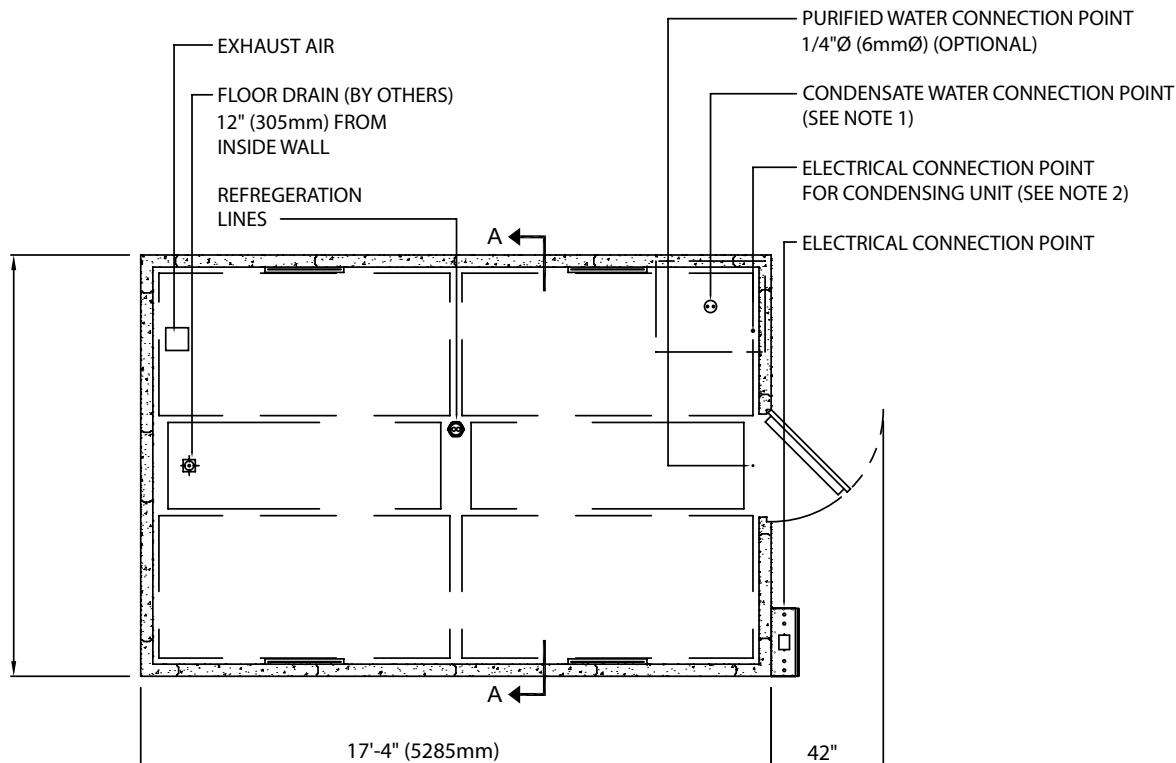 EXHAUST AIR
FLOOR DRAIN (BY OTHERS)
12" (305mm) FROM
INSIDE WALL
REFREGERATION
LINES
PURIFIED WATER CONNECTION POINT
1/4"Ø (6mmØ) (OPTIONAL)
CONDENSATE WATER CONNECTION POINT
(SEE NOTE 1)
ELECTRICAL CONNECTION POINT
FOR CONDENSING UNIT (SEE NOTE 2)
ELECTRICAL CONNECTION POINT
A
A
17'-4" (5285mm)
42"